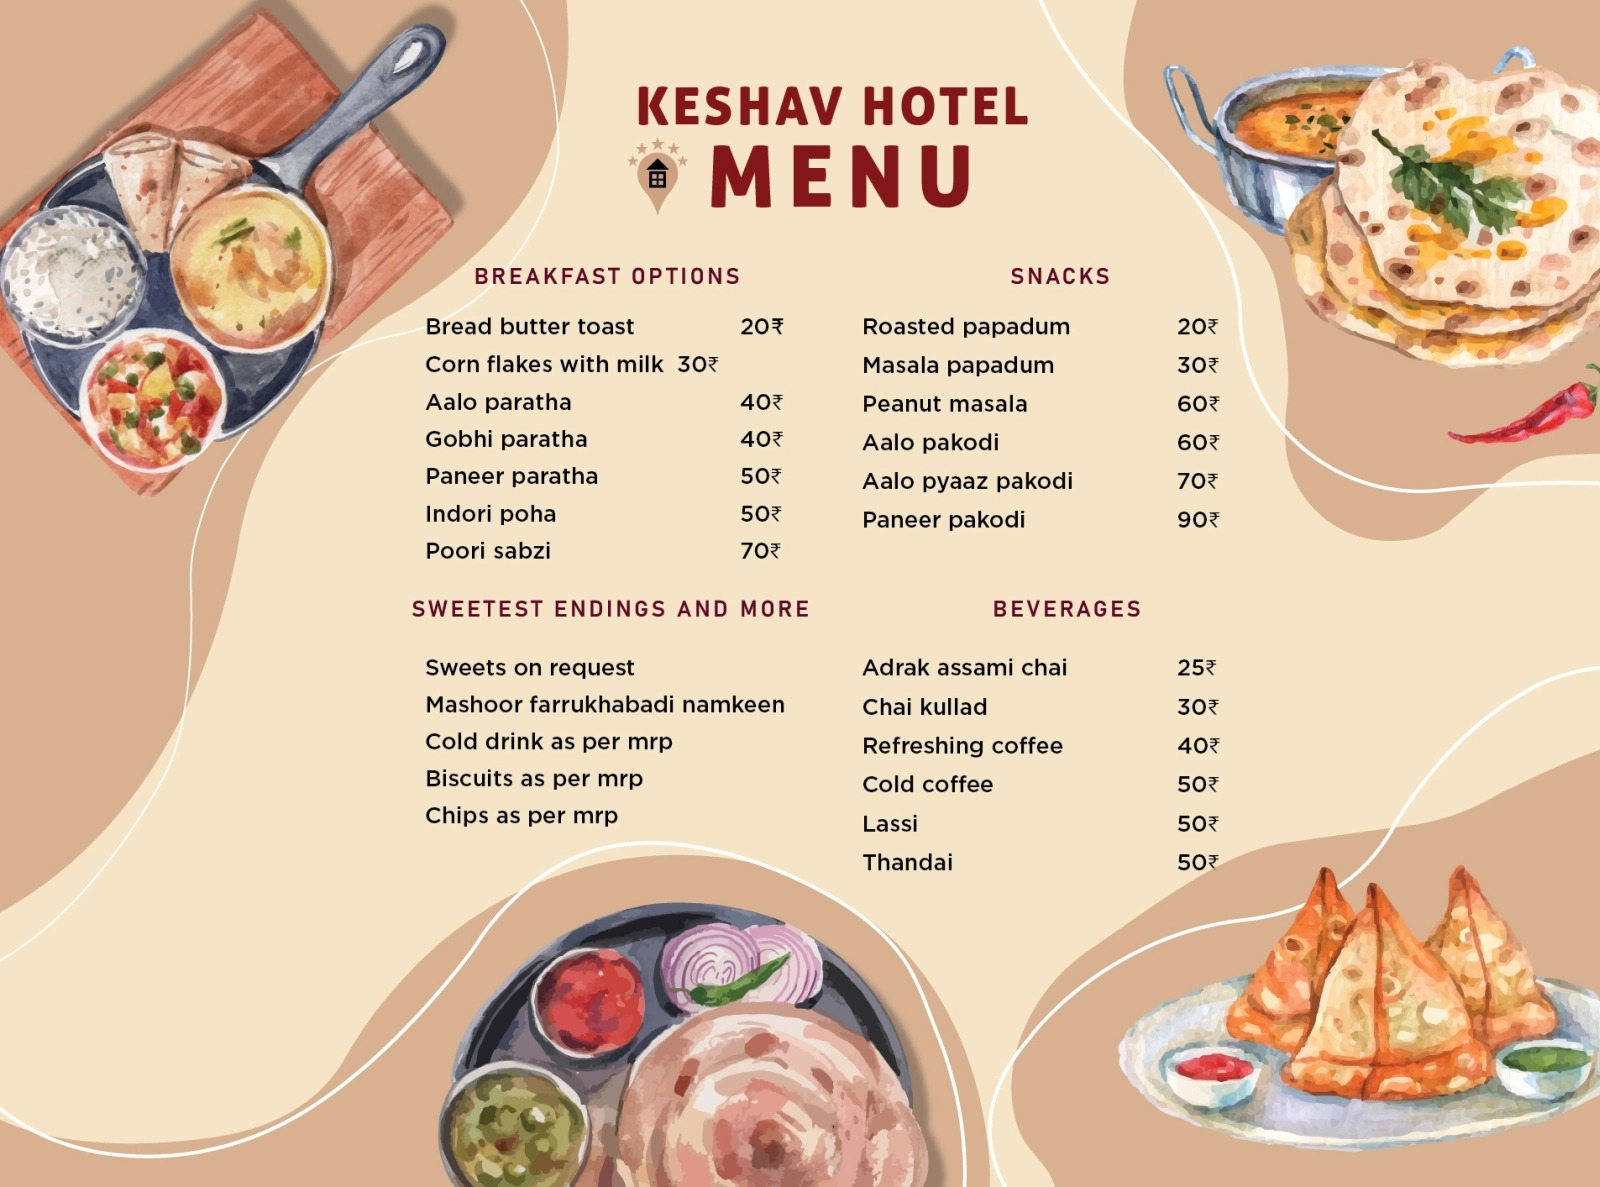 KESHAV HOTEL
MENU
BREAKFAST OPTIONS
Bread butter toast 20₹
Corn flakes with milk 30₹
Aalo paratha 40₹
Gobhi paratha 40₹
Paneer paratha 50₹
Indori poha 50₹
Poori sabzi 70₹
SNACKS
Roasted papadum 20₹
Masala papadum 30₹
Peanut masala 60₹
Aalo pakodi 60₹
Aalo pyaaz pakodi 70₹
Paneer pakodi 90₹
SWEETEST ENDINGS AND MORE
Sweets on request
Mashoor farrukhabadi namkeen
Cold drink as per mrp
Biscuits as per mrp
Chips as per mrp
BEVERAGES
Adrak assami chai 25₹
Chai kullad 30₹
Refreshing coffee 40₹
Cold coffee 50₹
Lassi 50₹
Thandai 50₹